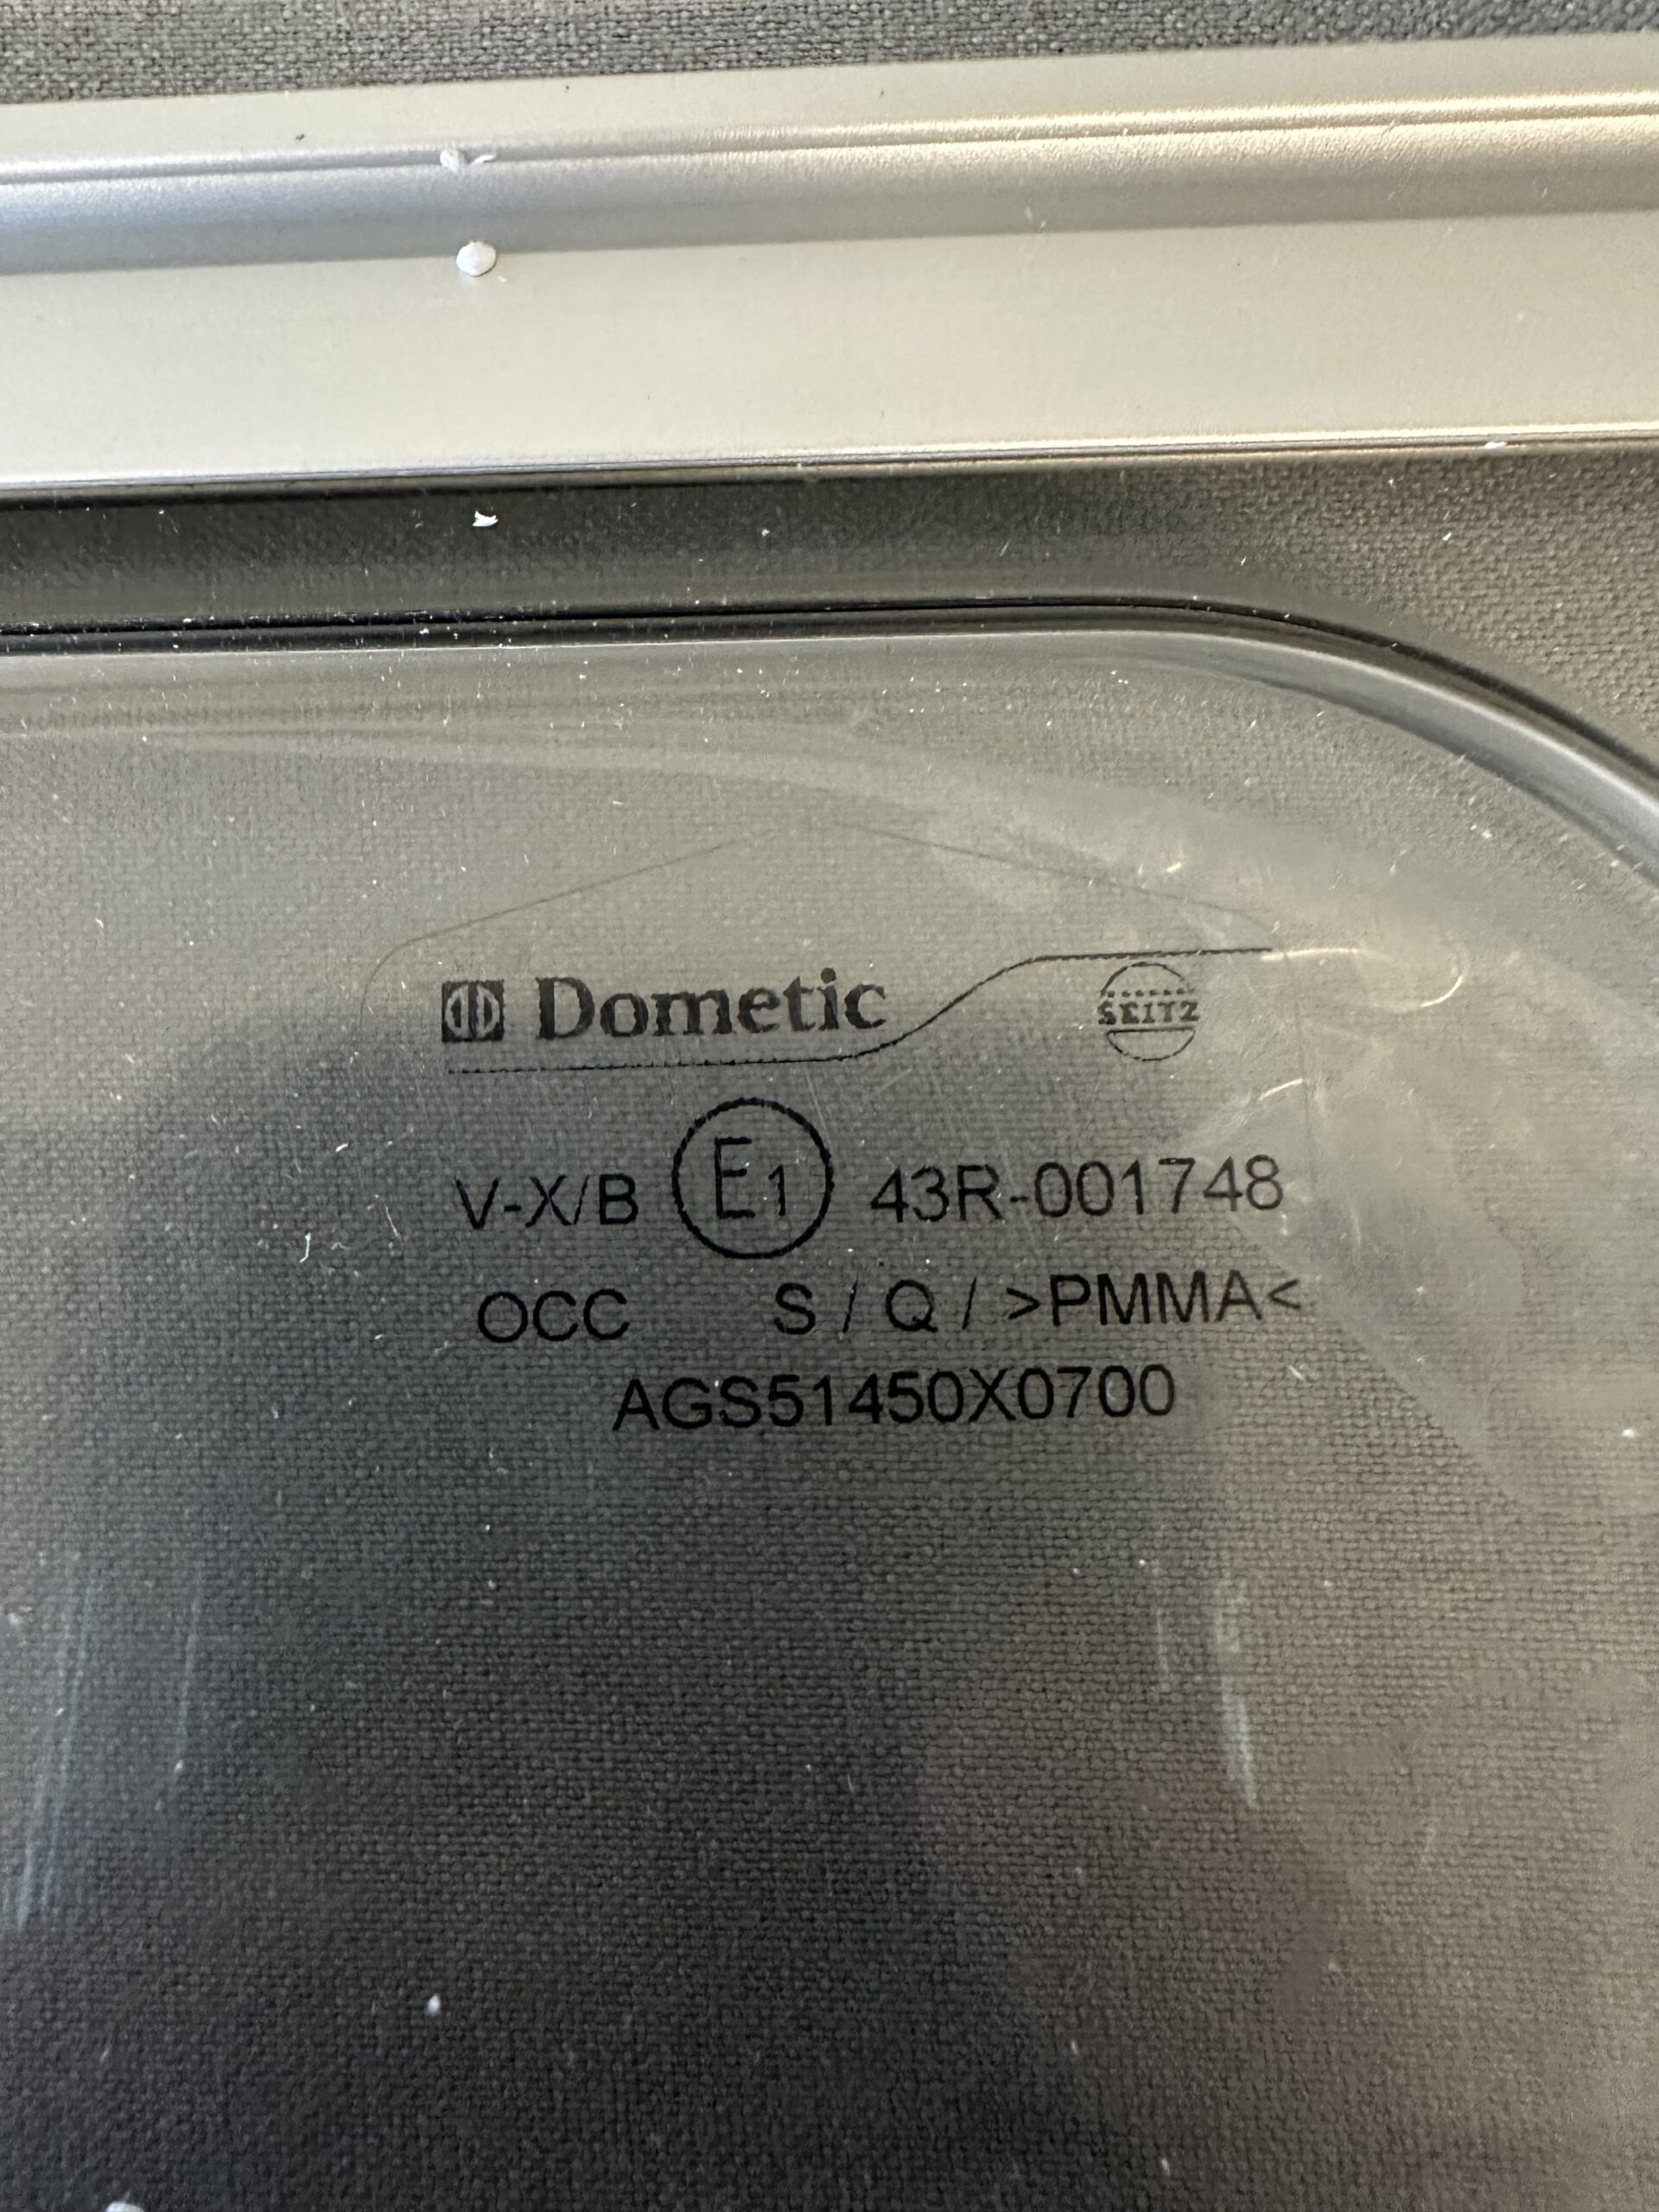 Dometic SEITZ
V-X/B E1 43R-001748
OCC S / Q / >PMMA<
AGS51450X0700